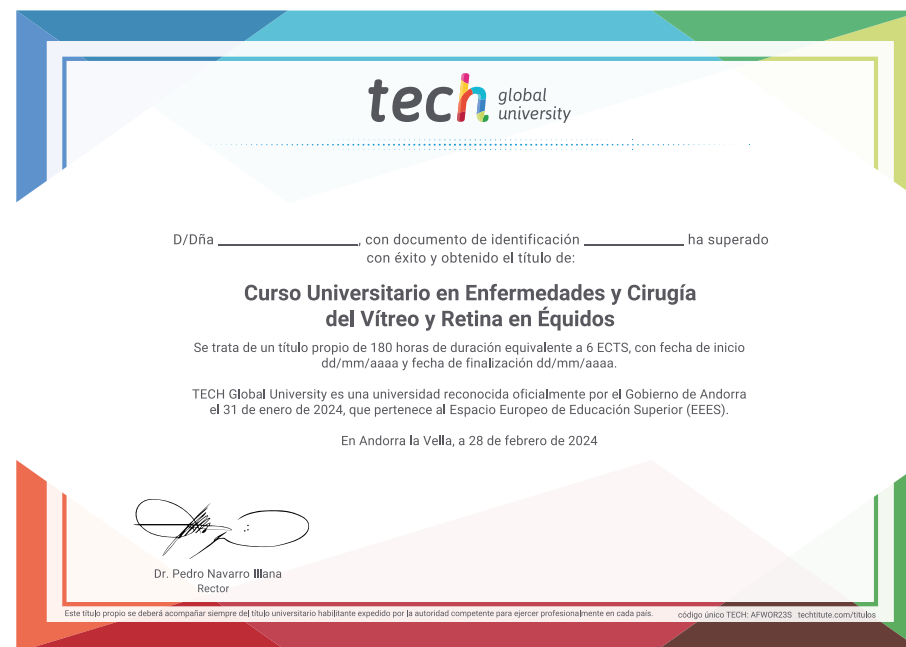 tech global university
D/Dña ____________________, con documento de identificación ______________ ha superado
con éxito y obtenido el título de:
Curso Universitario en Enfermedades y Cirugía
del Vítreo y Retina en Équidos
Se trata de un título propio de 180 horas de duración equivalente a 6 ECTS, con fecha de inicio
dd/mm/aaaa y fecha de finalización dd/mm/aaaa.
TECH Global University es una universidad reconocida oficialmente por el Gobierno de Andorra
el 31 de enero de 2024, que pertenece al Espacio Europeo de Educación Superior (EEES).
En Andorra la Vella, a 28 de febrero de 2024
Dr. Pedro Navarro Illana
Rector
Este título propio se deberá acompañar siempre del título universitario habilitante expedido por la autoridad competente para ejercer profesionalmente en cada país.
código único TECH: AFWOR23S techtitute.com/titulos